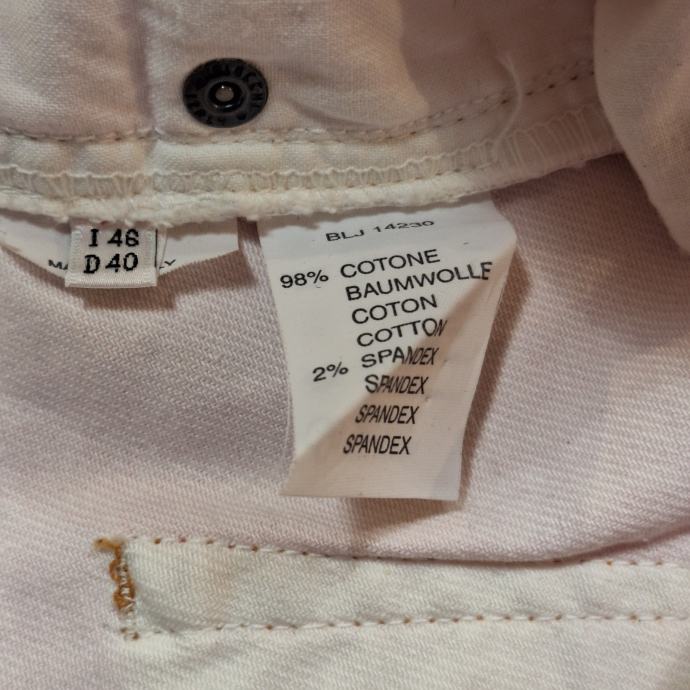 BLJ 14230
I 46
D 40
98% COTONE
BAUMWOLLE
COTON
COTTON
2% SPANDEX
SPANDEX
SPANDEX
SPANDEX